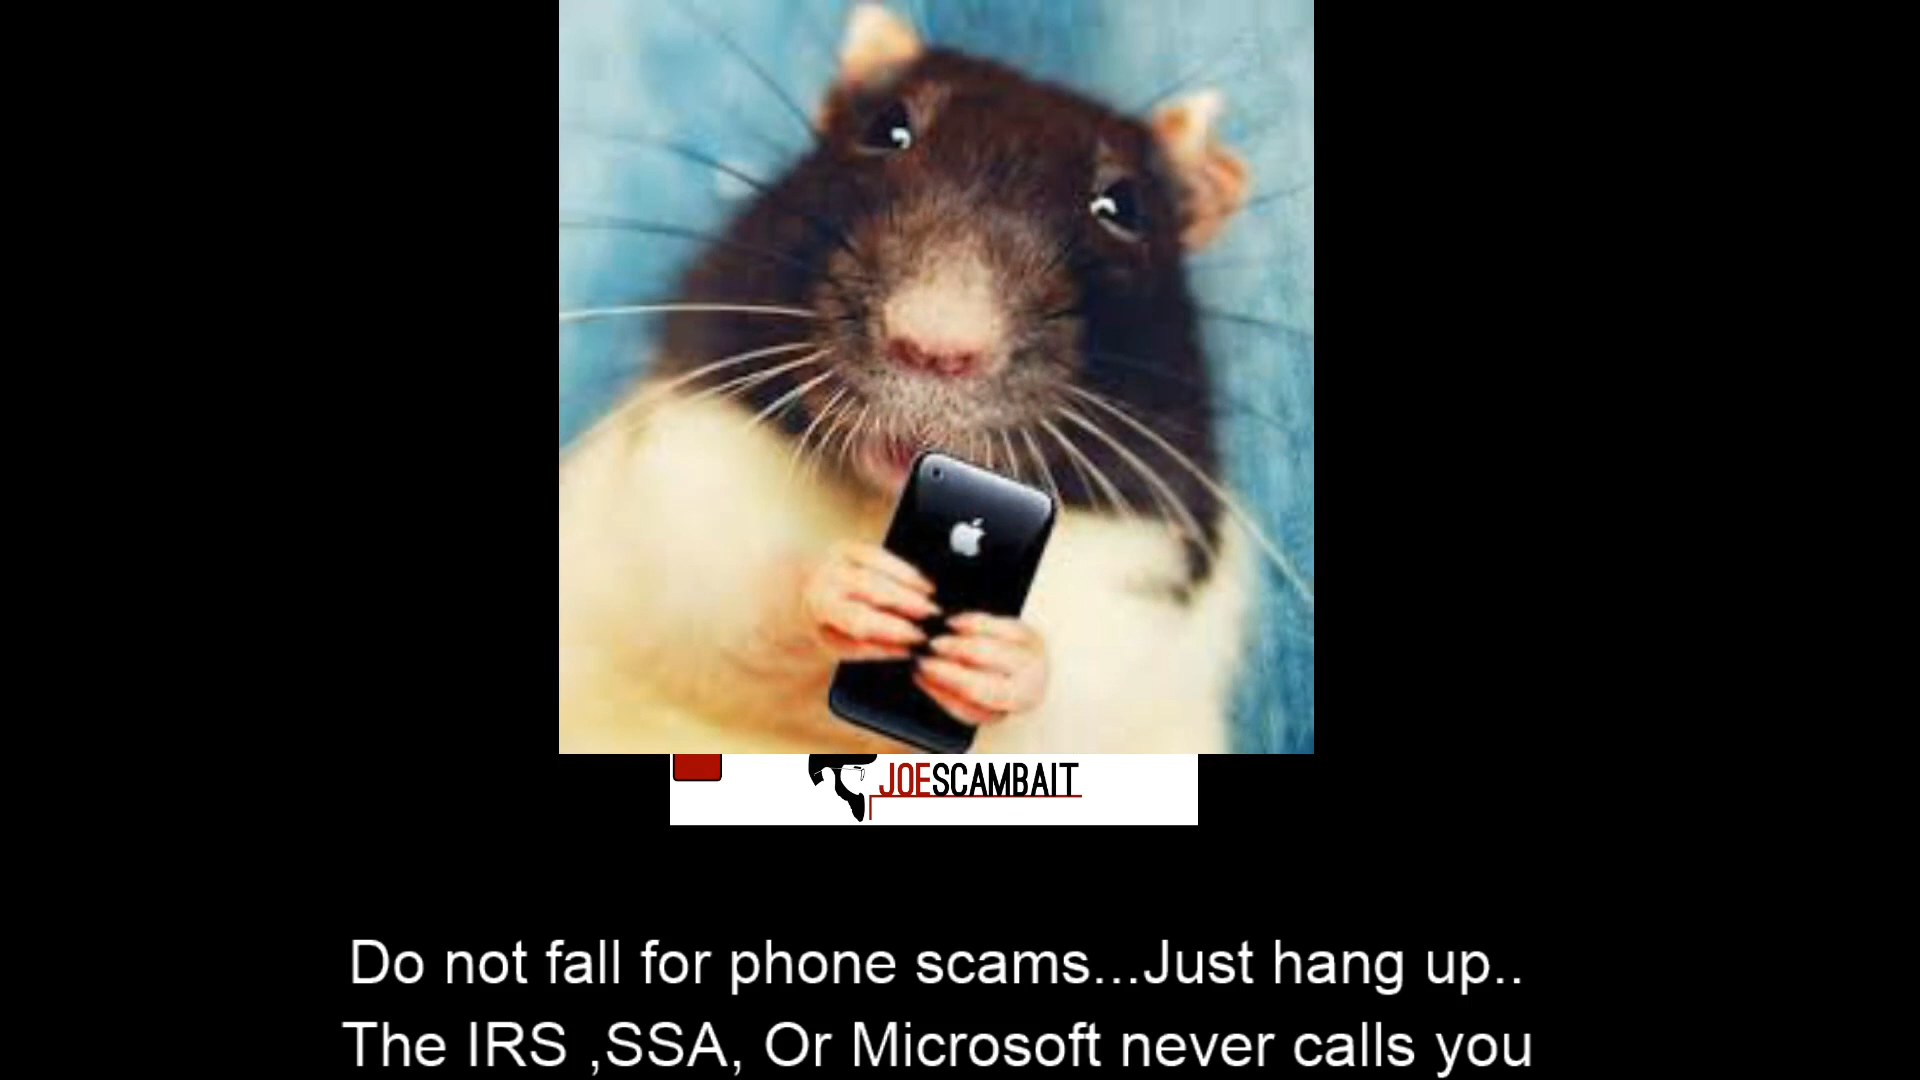 JOESCAMBAIT
Do not fall for phone scams...Just hang up..
The IRS ,SSA, Or Microsoft never calls you